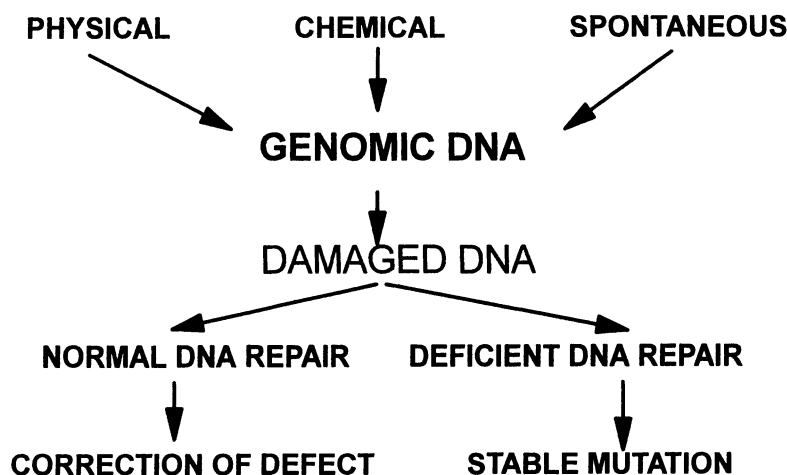 PHYSICAL CHEMICAL SPONTANEOUS
GENOMIC DNA
DAMAGED DNA
NORMAL DNA REPAIR DEFICIENT DNA REPAIR
CORRECTION OF DEFECT STABLE MUTATION